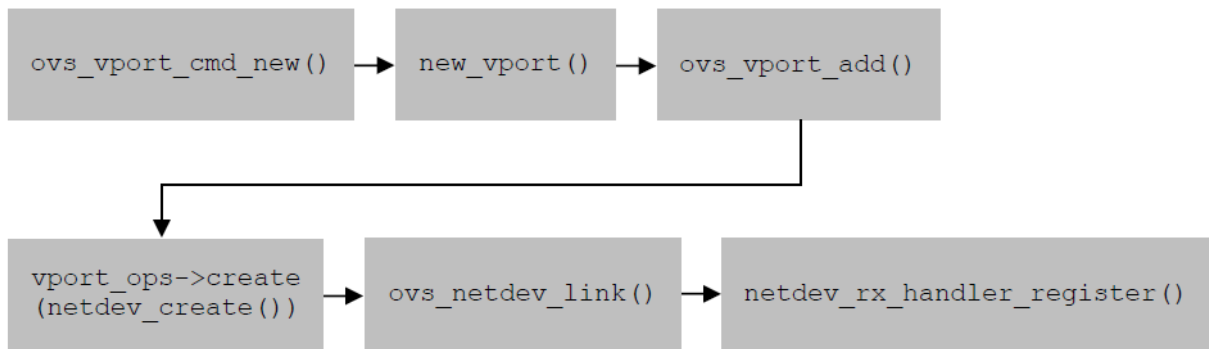 ovs_vport_cmd_new()
new_vport()
ovs_vport_add()
vport_ops->create
(netdev_create())
ovs_netdev_link()
netdev_rx_handler_register()